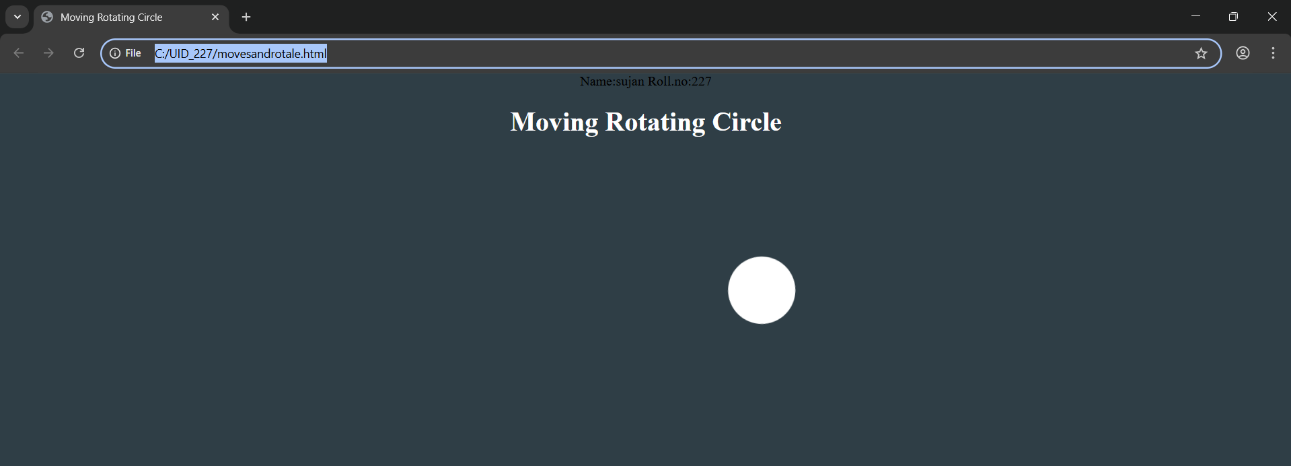 Moving Rotating Circle
File C:/UID_227/movesandrotale.html
Name:sujan Roll.no:227
Moving Rotating Circle